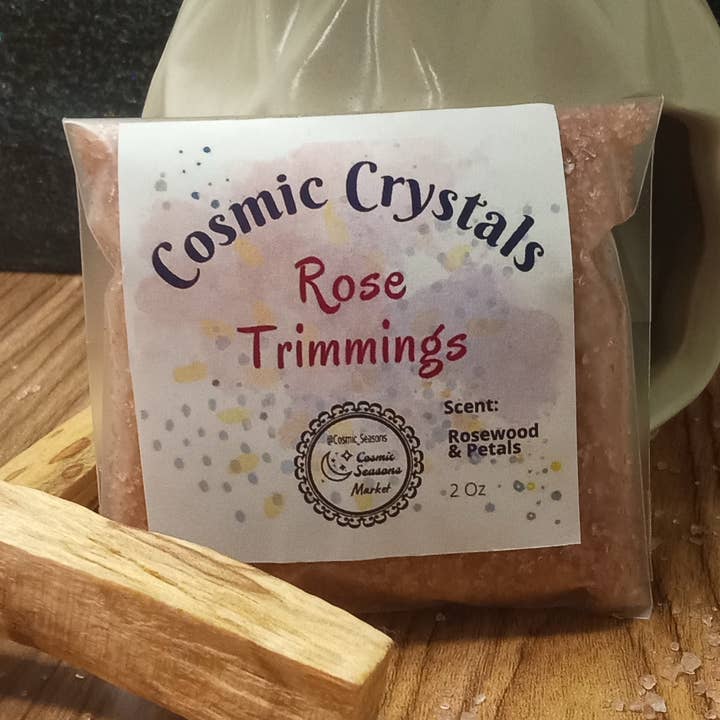 Cosmic Crystals
Rose
Trimmings
Scent:
Rosewood
& Petals
2 Oz
@Cosmic_Seasons
Cosmic
Seasons
Market